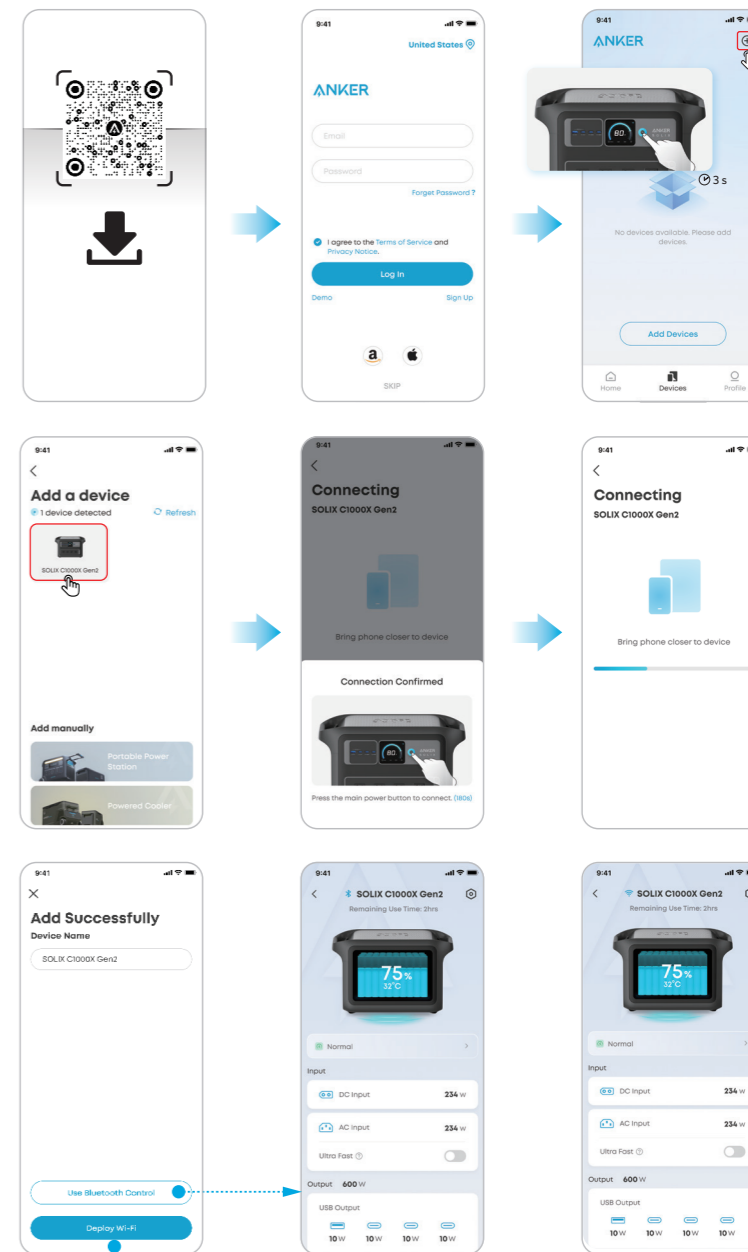 9:41
United States
ANKER
Email
Password
Forget Password ?
I agree to the Terms of Service and
Privacy Notice.
Log In
Demo
Sign Up
a
SKIP
9:41
ANKER
80
ANKER
SOLIX
3 s
No devices available. Please add
devices.
Add Devices
Home
Devices
Profile
9:41
Add a device
1 device detected
Refresh
SOLIX C1000X Gen2
Add manually
Portable Power
Station
Powered Cooler
9:41
Connecting
SOLIX C1000X Gen2
Bring phone closer to device
Connection Confirmed
80
ANKER
Press the main power button to connect. (180s)
9:41
Connecting
SOLIX C1000X Gen2
Bring phone closer to device
9:41
Add Successfully
Device Name
SOLIX C1000X Gen2
Use Bluetooth Control
Deploy Wi-Fi
9:41
SOLIX C1000X Gen2
Remaining Use Time: 2hrs
75%
32°C
Normal
Input
DC Input 234 W
AC Input 234 W
Ultra Fast ?
Output 600 W
USB Output
10 W 10 W 10 W 10 W
9:41
SOLIX C1000X Gen2
Remaining Use Time: 2hrs
75%
32°C
Normal
Input
DC Input 234 W
AC Input 234 W
Ultra Fast ?
Output 600 W
USB Output
10 W 10 W 10 W 10 W